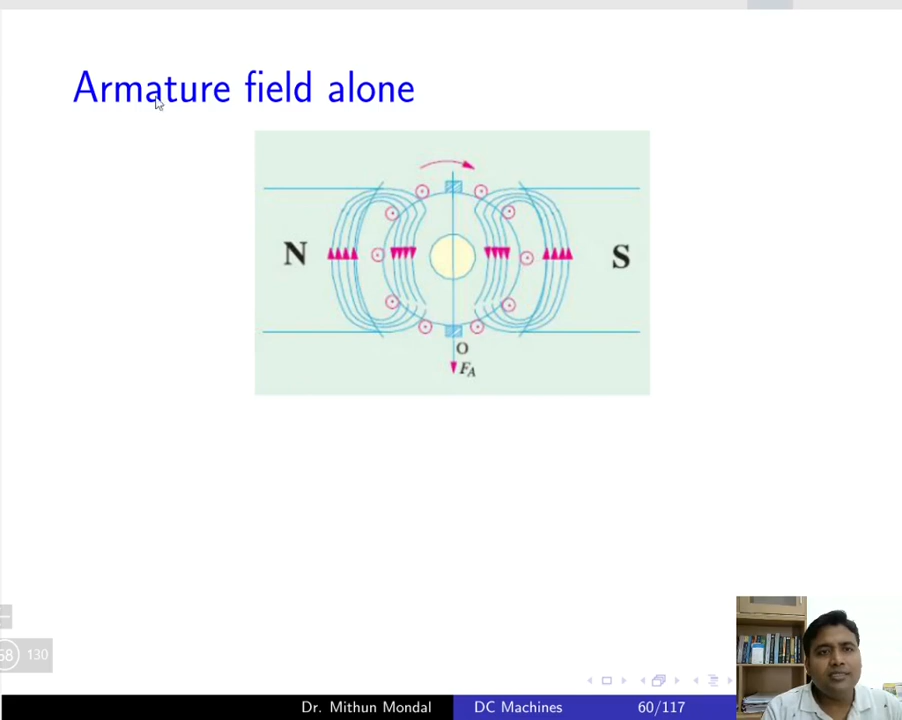 Armature field alone
N
S
O
F_A
58 130
Dr. Mithun Mondal DC Machines 60/117